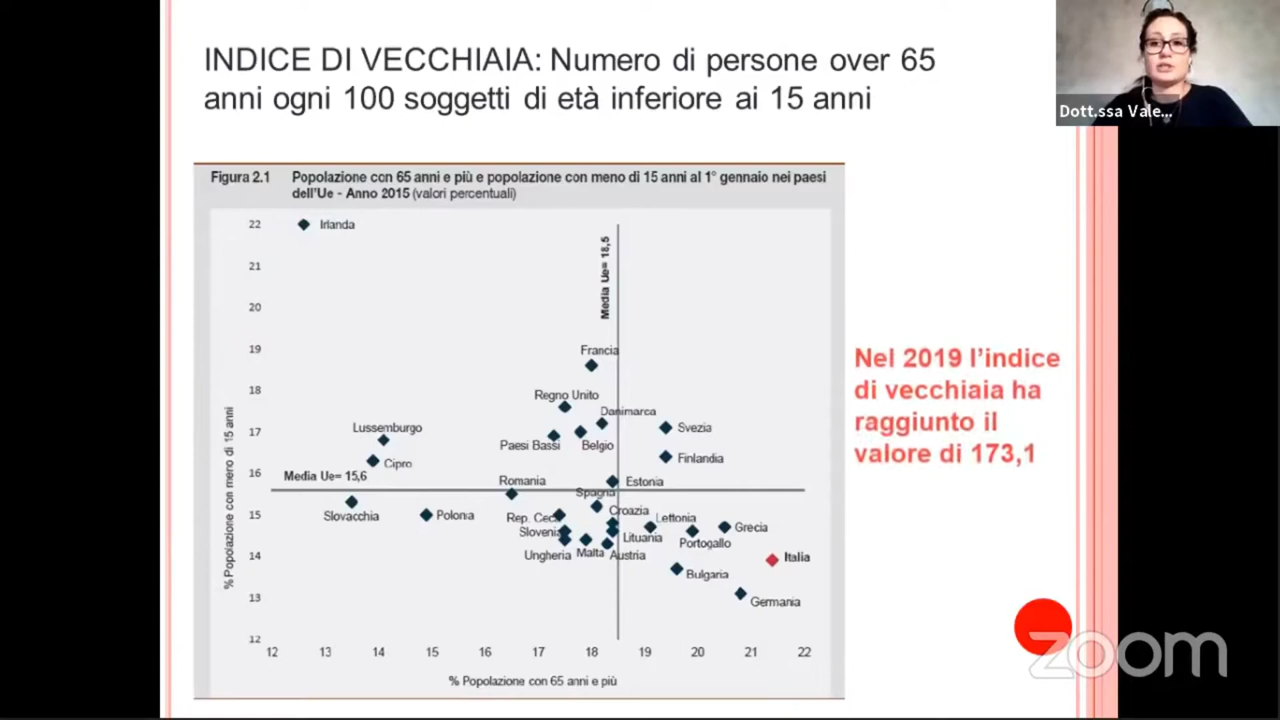 INDICE DI VECCHIAIA: Numero di persone over 65
anni ogni 100 soggetti di età inferiore ai 15 anni
Dott.ssa Vale...
Figura 2.1 Popolazione con 65 anni e più e popolazione con meno di 15 anni al 1° gennaio nei paesi
dell'Ue - Anno 2015 (valori percentuali)
22
21
20
19
18
17
16
15
14
13
12
% Popolazione con meno di 15 anni
Media Ue= 18,5
Media Ue= 15,6
Irlanda
Francia
Regno Unito
Danimarca
Lussemburgo
Svezia
Paesi Bassi
Belgio
Cipro
Finlandia
Romania
Estonia
Spagna
Slovacchia
Polonia
Rep. Ceca
Croazia
Lettonia
Slovenia
Lituania
Grecia
Portogallo
Ungheria
Malta
Austria
Italia
Bulgaria
Germania
12 13 14 15 16 17 18 19 20 21 22
% Popolazione con 65 anni e più
Nel 2019 l'indice
di vecchiaia ha
raggiunto il
valore di 173,1
zoom